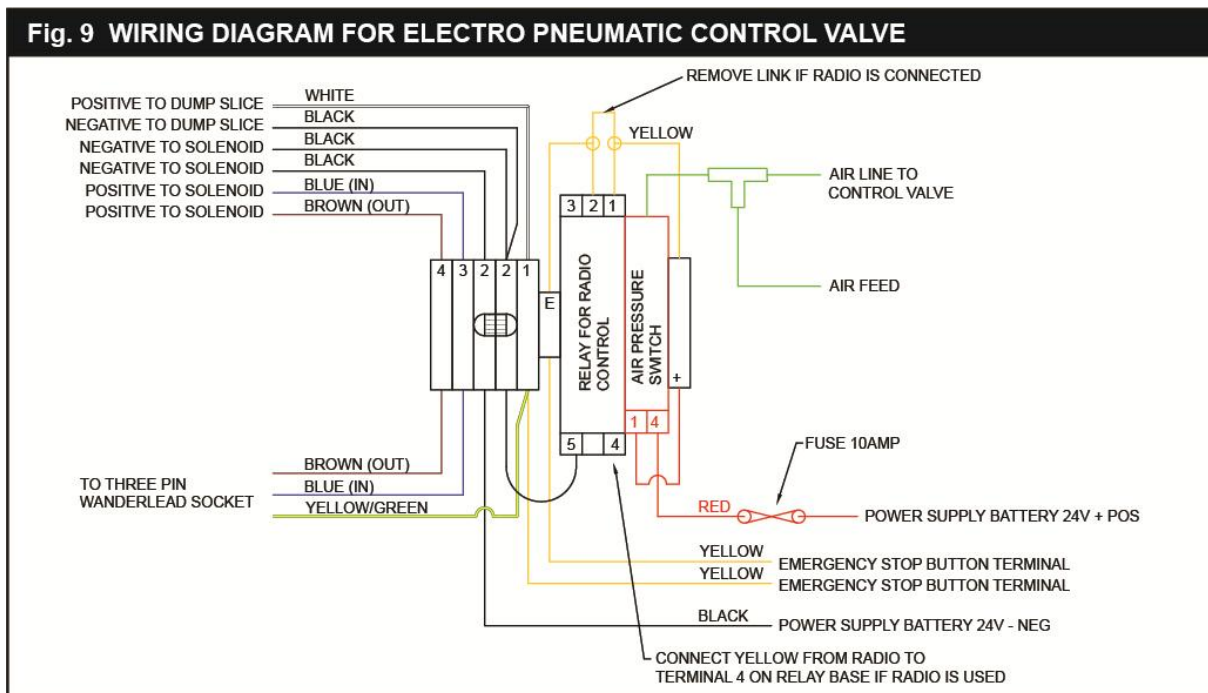 Fig. 9 WIRING DIAGRAM FOR ELECTRO PNEUMATIC CONTROL VALVE
REMOVE LINK IF RADIO IS CONNECTED
POSITIVE TO DUMP SLICE
WHITE
NEGATIVE TO DUMP SLICE
BLACK
NEGATIVE TO SOLENOID
BLACK
NEGATIVE TO SOLENOID
BLACK
POSITIVE TO SOLENOID
BLUE (IN)
POSITIVE TO SOLENOID
BROWN (OUT)
YELLOW
AIR LINE TO
CONTROL VALVE
AIR FEED
3 2 1
4 3 2 2 1
E
RELAY FOR RADIO
CONTROL
AIR PRESSURE
SWITCH
+
1 4
5 4
FUSE 10AMP
TO THREE PIN
WANDERLEAD SOCKET
BROWN (OUT)
BLUE (IN)
YELLOW/GREEN
RED
POWER SUPPLY BATTERY 24V + POS
YELLOW
EMERGENCY STOP BUTTON TERMINAL
YELLOW
EMERGENCY STOP BUTTON TERMINAL
BLACK
POWER SUPPLY BATTERY 24V - NEG
CONNECT YELLOW FROM RADIO TO
TERMINAL 4 ON RELAY BASE IF RADIO IS USED